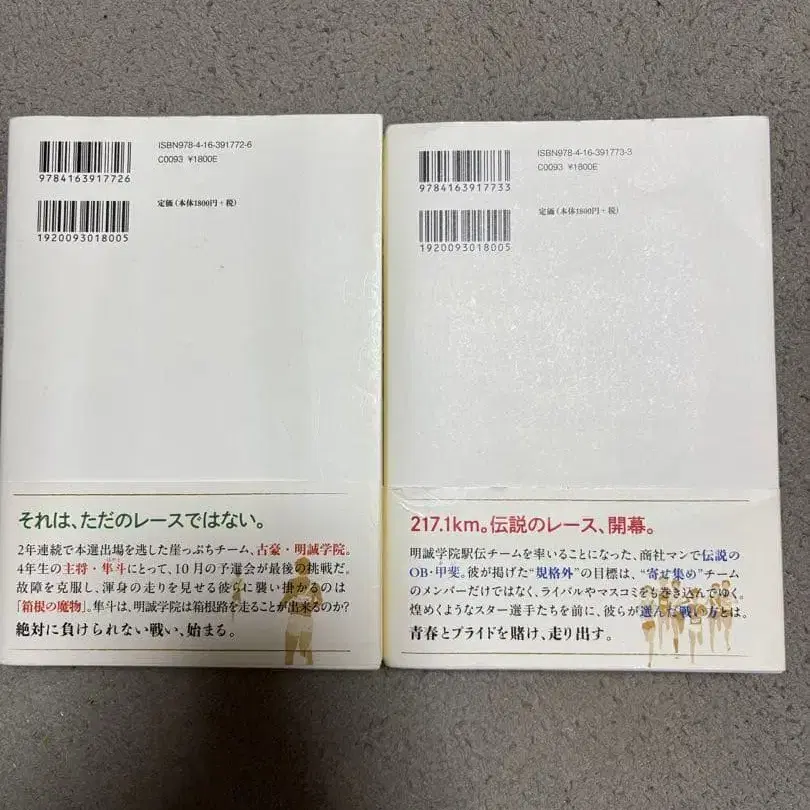 ISBN978-4-16-391772-6
C0093 ¥1800E
9784163917726
定価(本体1800円+税)
1920093018005
それは、ただのレースではない。
2年連続で本選出場を逃した崖っぷちチーム、古豪・明誠学院。
4年生の主将・隼斗にとって、10月の予選会が最後の挑戦だ。
故障を克服し、渾身の走りを見せる彼らに襲い掛かるのは
「箱根の魔物」。隼斗は、明誠学院は箱根路を走ることが出来るのか?
絶対に負けられない戦い、始まる。
ISBN978-4-16-391773-3
C0093 ¥1800E
9784163917733
定価(本体1800円+税)
1920093018005
217.1km。伝説のレース、開幕。
明誠学院駅伝チームを率いることになった、商社マンで伝説の
OB・甲斐。彼が掲げた“規格外”の目標は、“寄せ集め”チーム
のメンバーだけではなく、ライバルやマスコミをも巻き込んでゆく。
煌めくようなスター選手たちを前に、彼らが選んだ戦い方とは。
青春とプライドを賭け、走り出す。